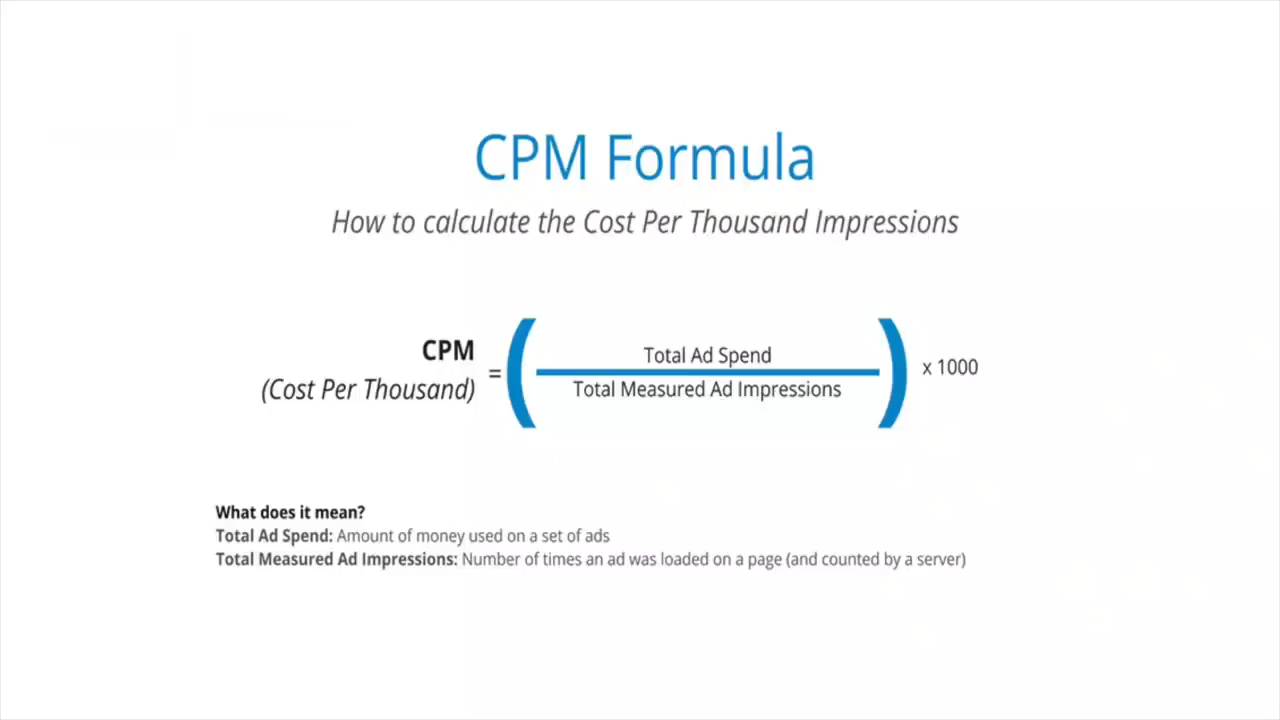 CPM Formula
How to calculate the Cost Per Thousand Impressions
CPM
(Cost Per Thousand)
=
(
Total Ad Spend
Total Measured Ad Impressions
)
x 1000
What does it mean?
Total Ad Spend: Amount of money used on a set of ads
Total Measured Ad Impressions: Number of times an ad was loaded on a page (and counted by a server)